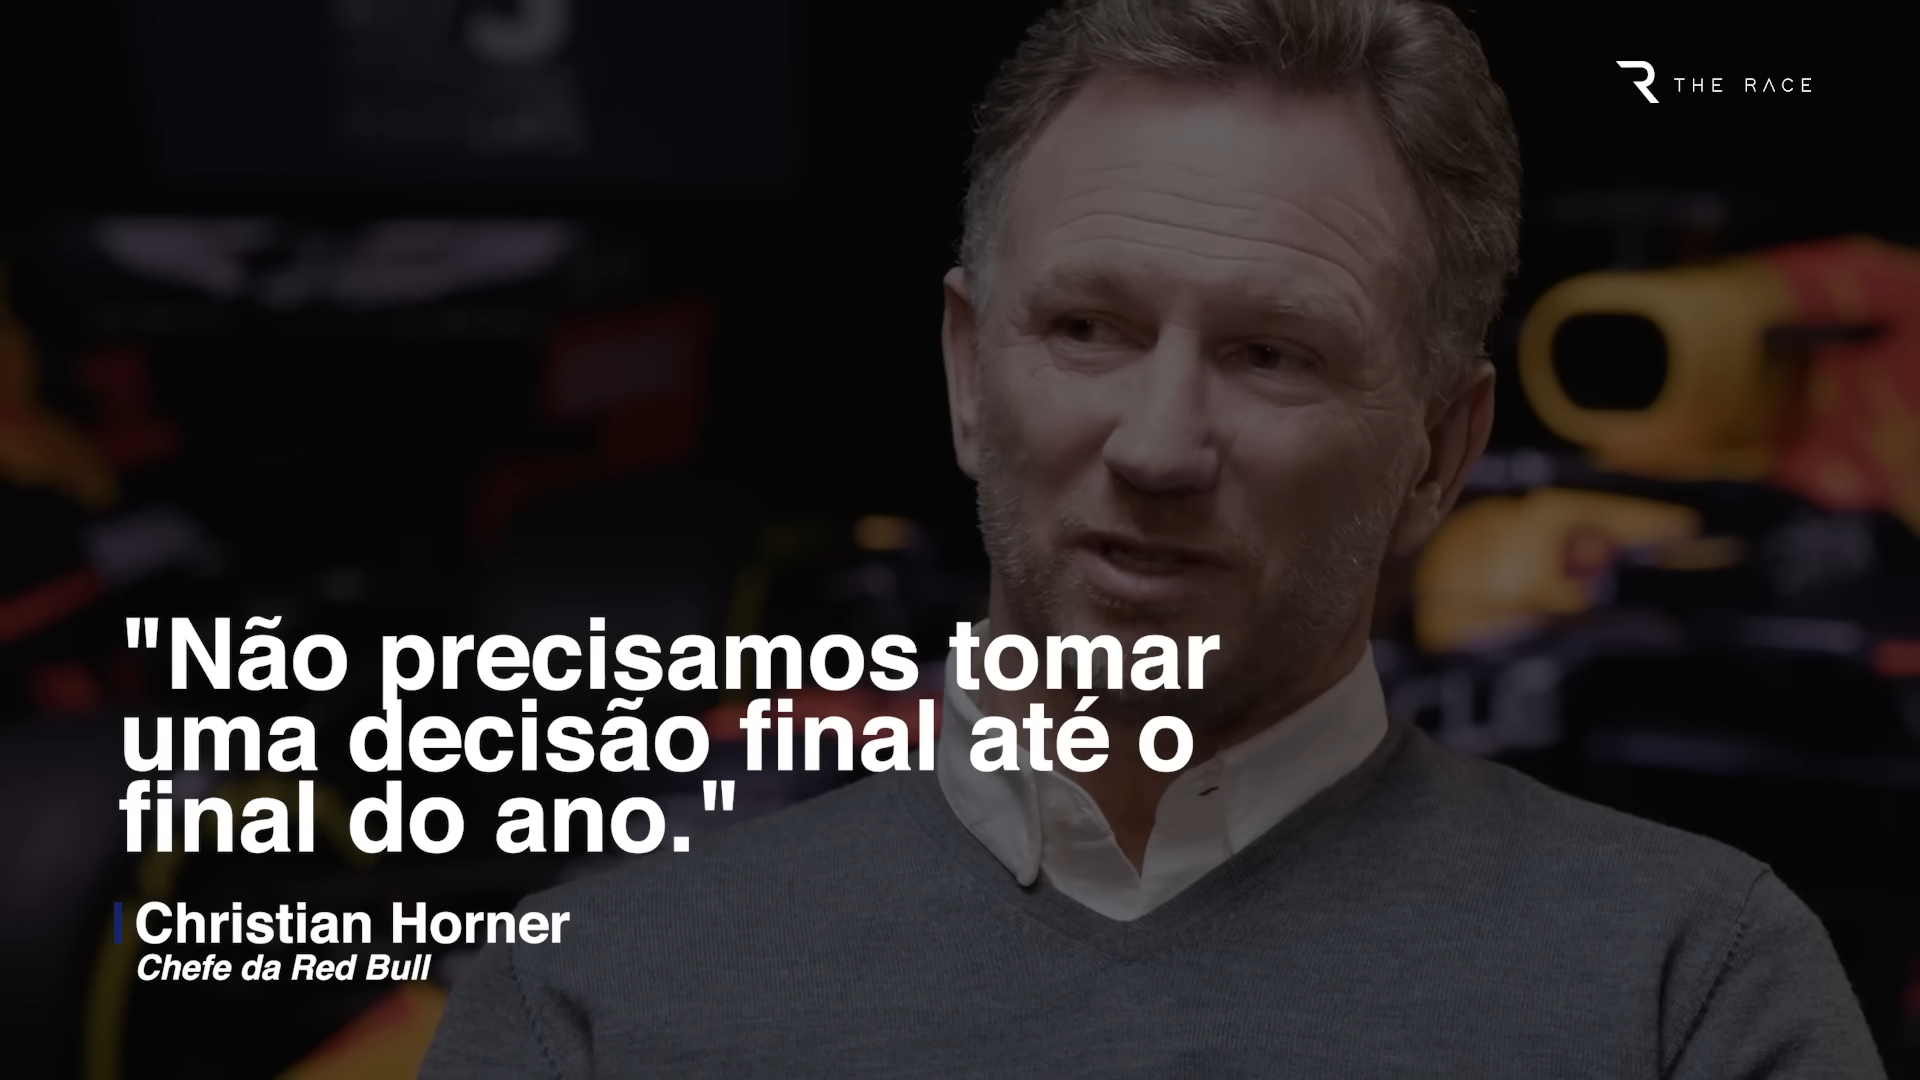 THE RACE
"Não precisamos tomar
uma decisão final até o
final do ano."
Christian Horner
Chefe da Red Bull